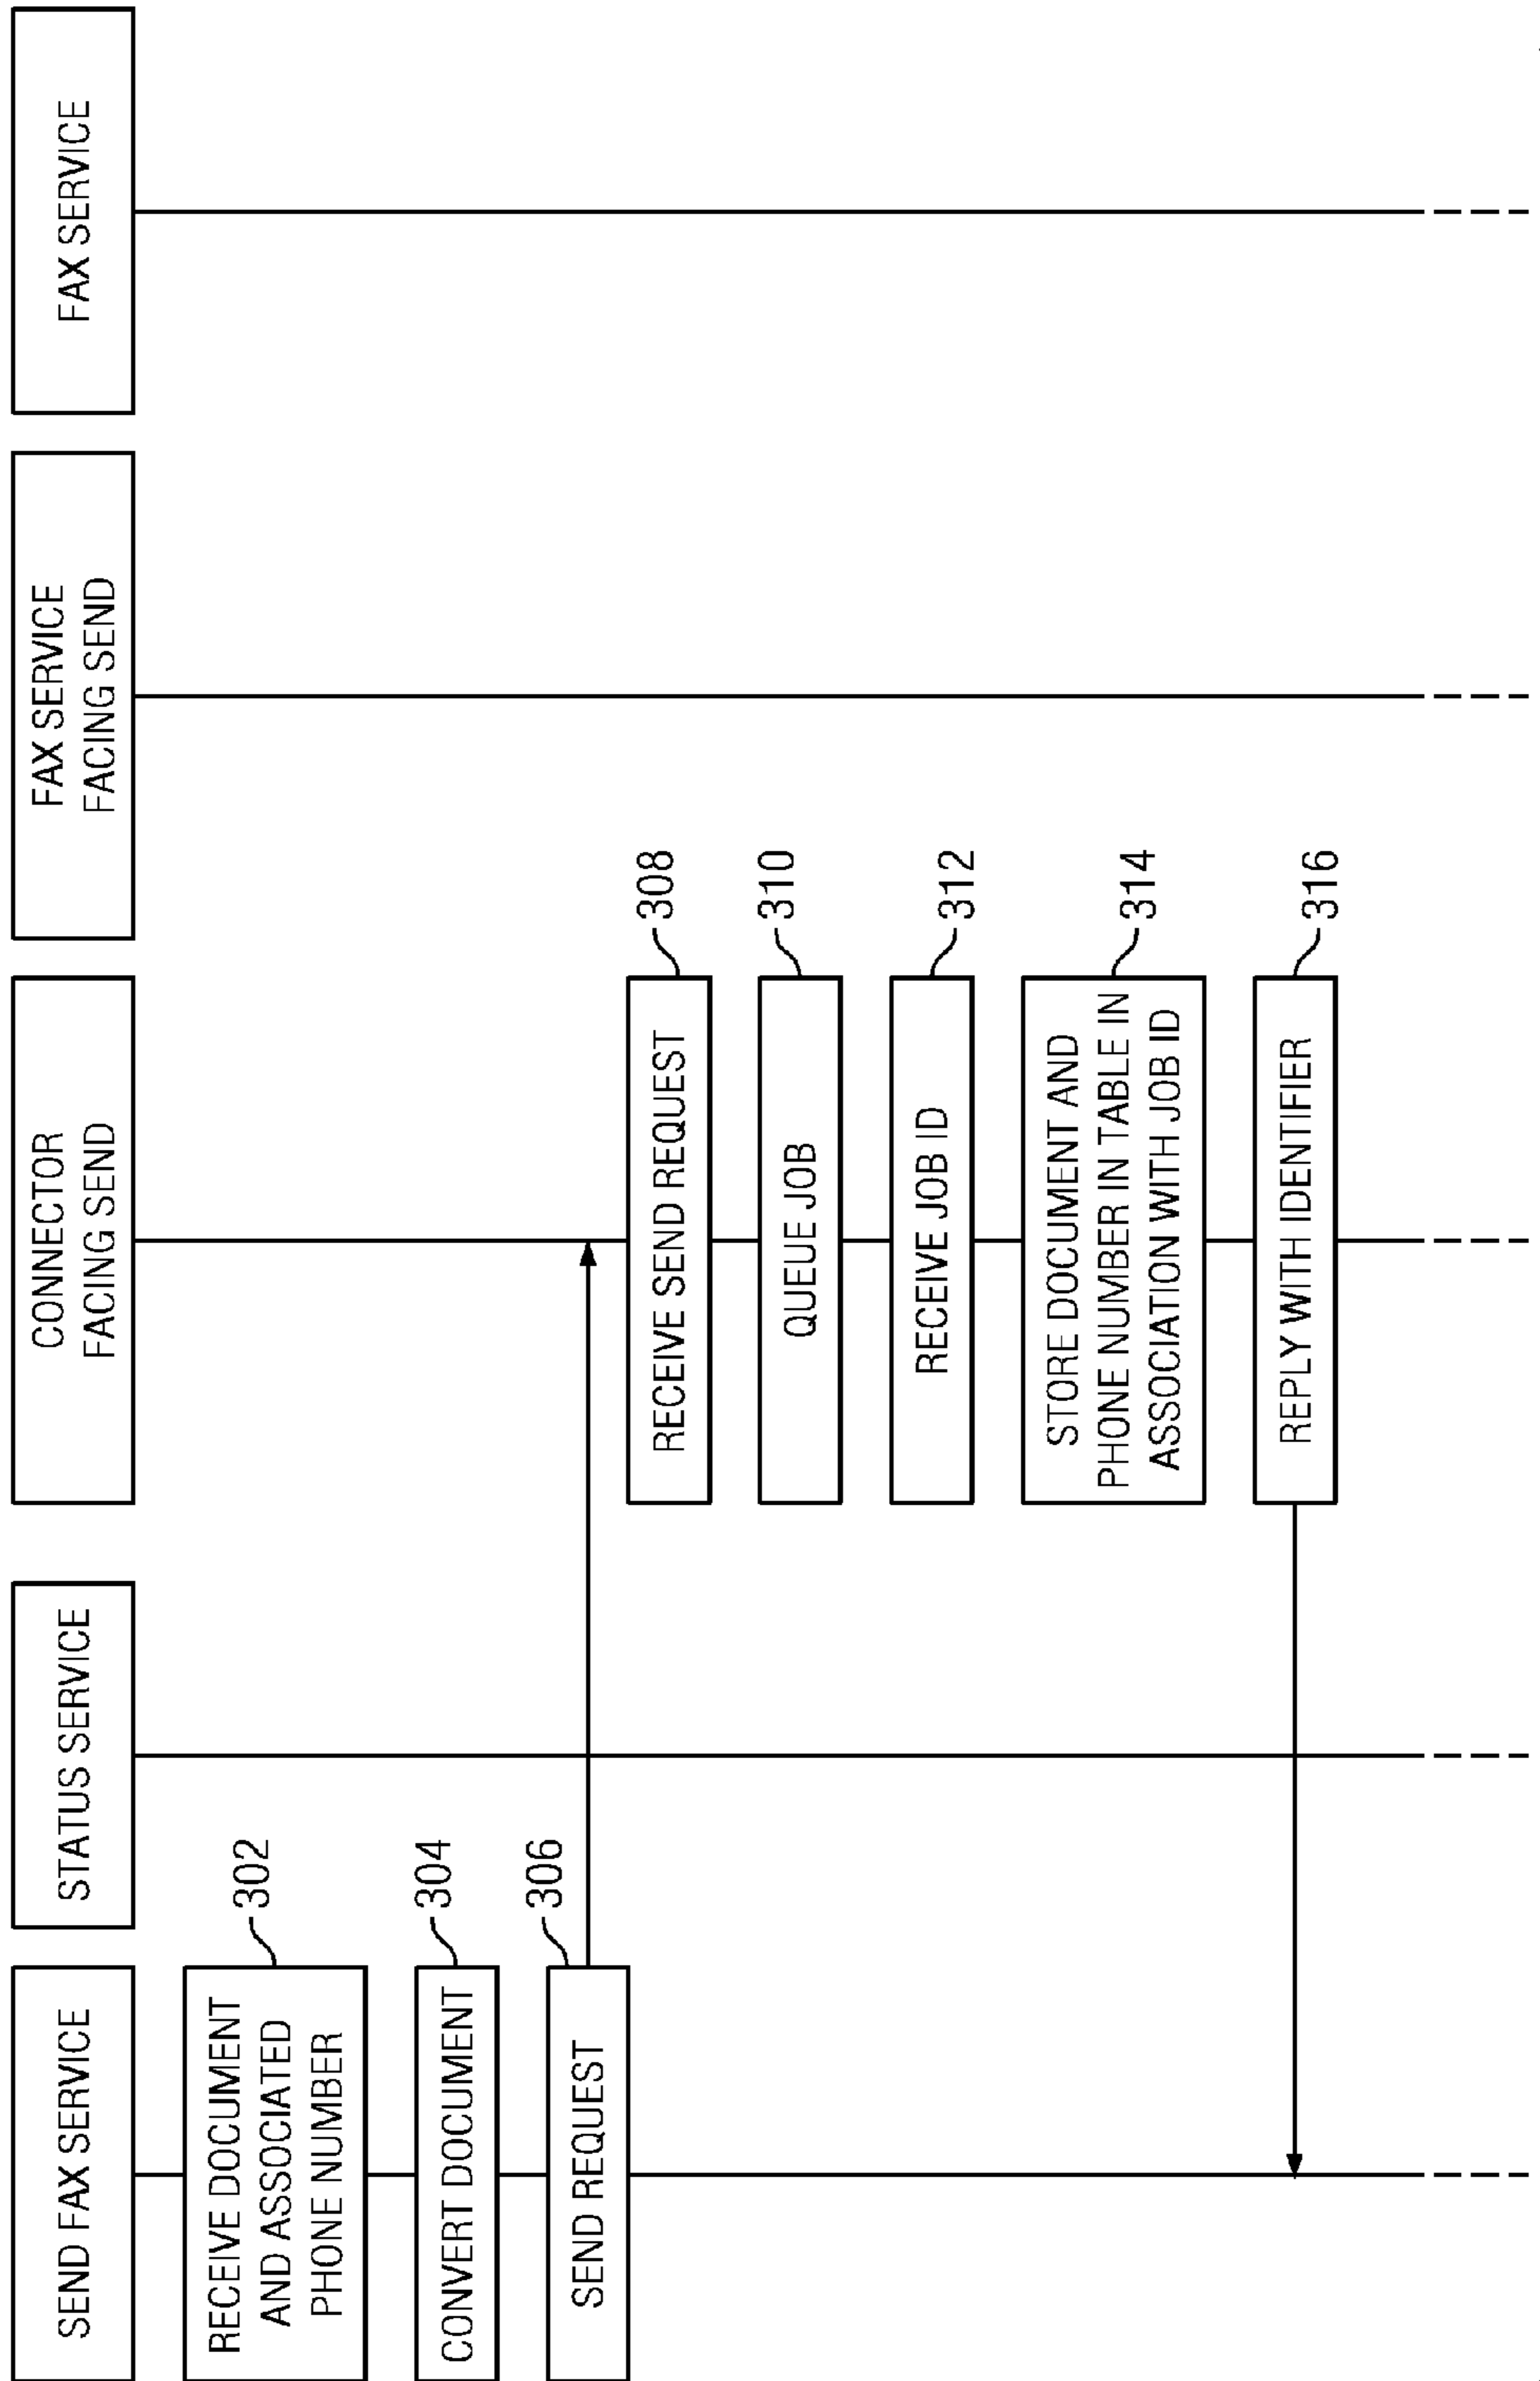 SEND FAX SERVICE
STATUS SERVICE
CONNECTOR
FACING SEND
FAX SERVICE
FACING SEND
FAX SERVICE
RECEIVE DOCUMENT
AND ASSOCIATED
PHONE NUMBER
302
CONVERT DOCUMENT
304
SEND REQUEST
306
RECEIVE SEND REQUEST
308
QUEUE JOB
310
RECEIVE JOB ID
312
STORE DOCUMENT AND
PHONE NUMBER IN TABLE IN
ASSOCIATION WITH JOB ID
314
REPLY WITH IDENTIFIER
316